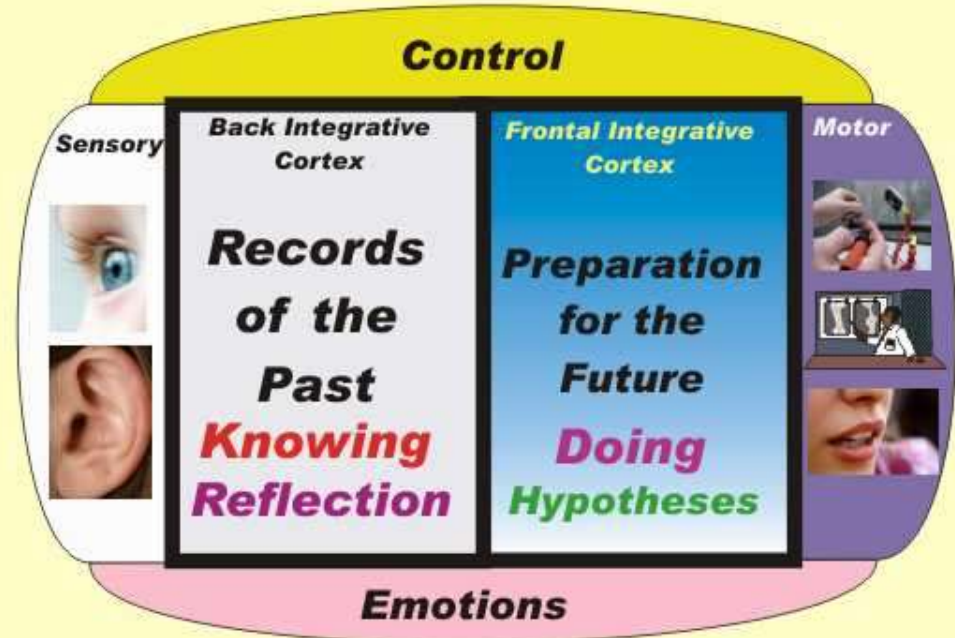 Control
Sensory
Back Integrative
Cortex
Records
of the
Past
Knowing
Reflection
Frontal Integrative
Cortex
Preparation
for the
Future
Doing
Hypotheses
Motor
Emotions